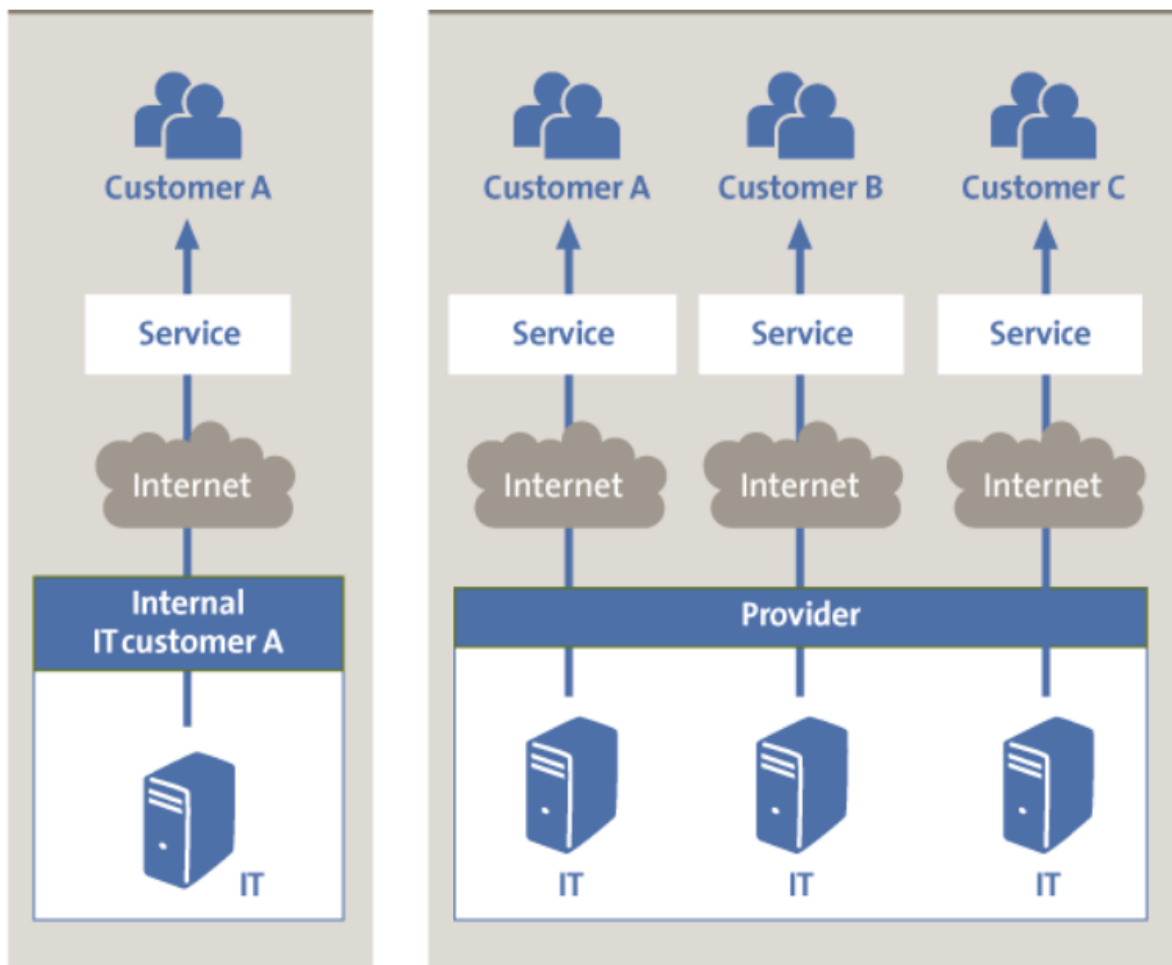 Customer A
Service
Internet
Internal
IT customer A
IT
Customer A
Customer B
Customer C
Service
Service
Service
Internet
Internet
Internet
Provider
IT
IT
IT